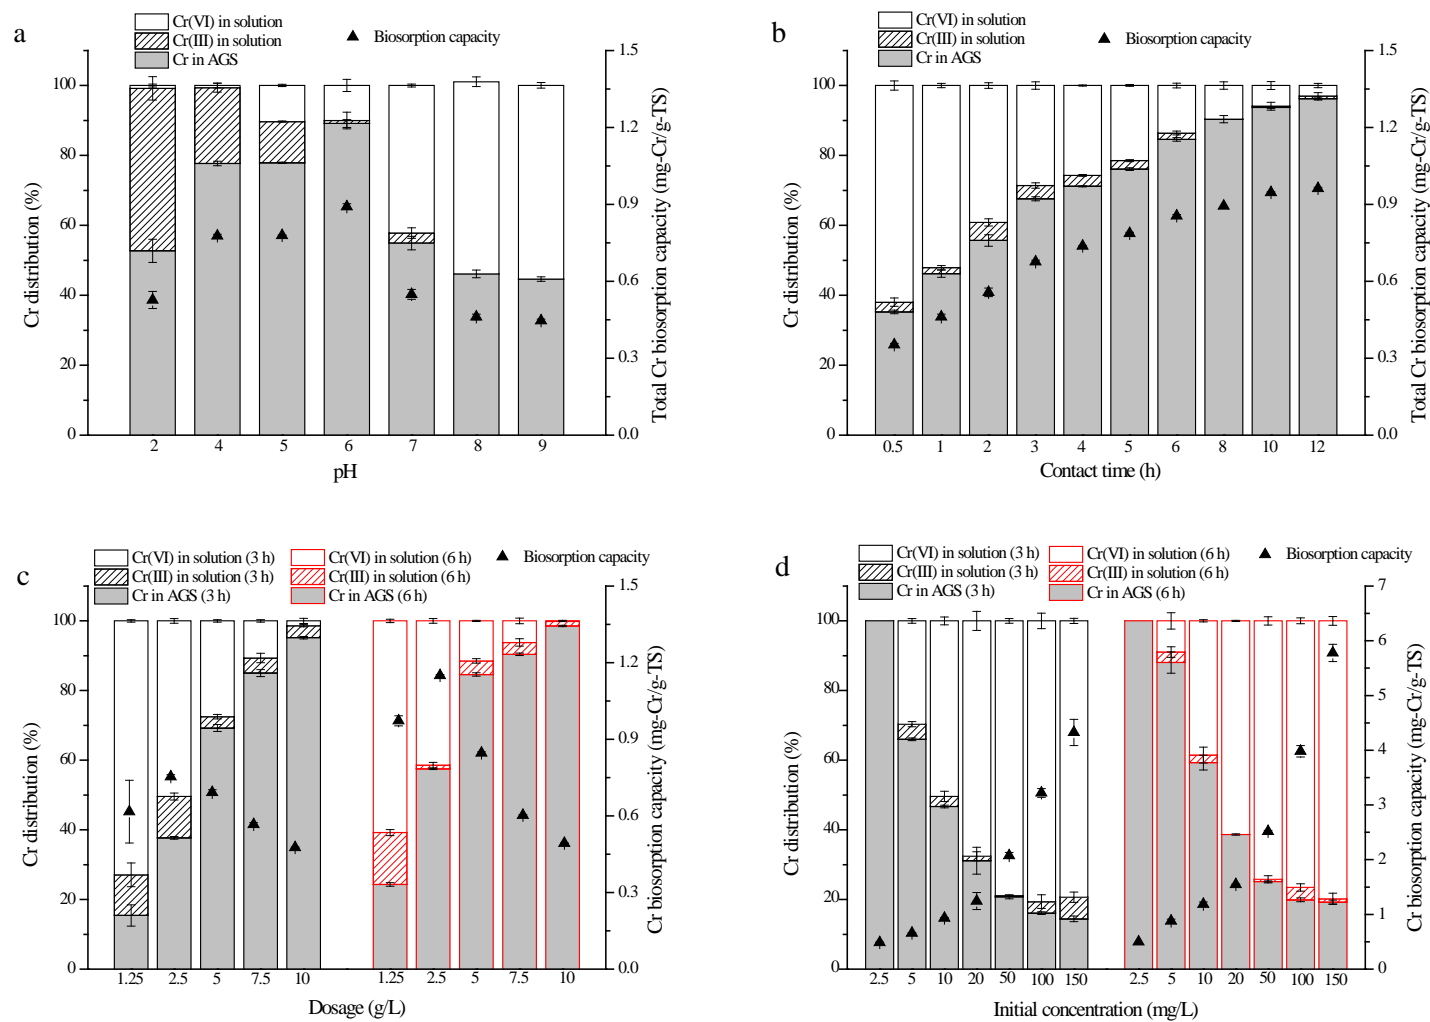 a
Cr(VI) in solution
Cr(III) in solution
Cr in AGS
Biosorption capacity
Cr distribution (%)
100
80
60
40
20
0
1.5
1.2
0.9
0.6
0.3
0.0
Total Cr biosorption capacity (mg-Cr/g-TS)
2 4 5 6 7 8 9
pH
b
Cr(VI) in solution
Cr(III) in solution
Cr in AGS
Biosorption capacity
Cr distribution (%)
100
80
60
40
20
0
1.5
1.2
0.9
0.6
0.3
0.0
Total Cr biosorption capacity (mg-Cr/g-TS)
0.5 1 2 3 4 5 6 8 10 12
Contact time (h)
c
Cr(VI) in solution (3 h)
Cr(III) in solution (3 h)
Cr in AGS (3 h)
Cr(VI) in solution (6 h)
Cr(III) in solution (6 h)
Cr in AGS (6 h)
Biosorption capacity
Cr distribution (%)
100
80
60
40
20
0
1.5
1.2
0.9
0.6
0.3
0.0
Cr biosorption capacity (mg-Cr/g-TS)
1.25 2.5 5 7.5 10 1.25 2.5 5 7.5 10
Dosage (g/L)
d
Cr(VI) in solution (3 h)
Cr(III) in solution (3 h)
Cr in AGS (3 h)
Cr(VI) in solution (6 h)
Cr(III) in solution (6 h)
Cr in AGS (6 h)
Biosorption capacity
Cr distribution (%)
100
80
60
40
20
0
7
6
5
4
3
2
1
0
Cr biosorption capacity (mg-Cr/g-TS)
2.5 5 10 20 50 100 150 2.5 5 10 20 50 100 150
Initial concentration (mg/L)